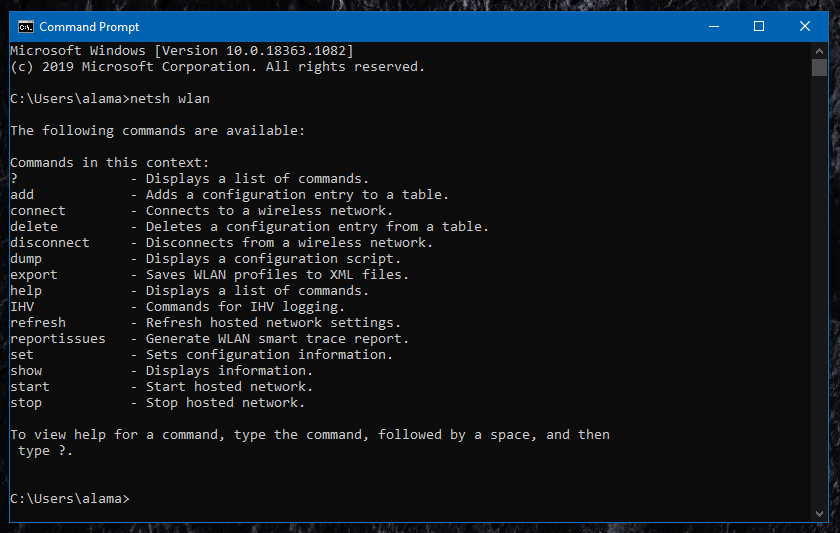 Command Prompt
Microsoft Windows [Version 10.0.18363.1082]
(c) 2019 Microsoft Corporation. All rights reserved.
C:\Users\alama>netsh wlan
The following commands are available:
Commands in this context:
?              - Displays a list of commands.
add            - Adds a configuration entry to a table.
connect        - Connects to a wireless network.
delete         - Deletes a configuration entry from a table.
disconnect     - Disconnects from a wireless network.
dump           - Displays a configuration script.
export         - Saves WLAN profiles to XML files.
help           - Displays a list of commands.
IHV            - Commands for IHV logging.
refresh        - Refresh hosted network settings.
reportissues   - Generate WLAN smart trace report.
set            - Sets configuration information.
show           - Displays information.
start          - Start hosted network.
stop           - Stop hosted network.
To view help for a command, type the command, followed by a space, and then
 type ?.
C:\Users\alama>